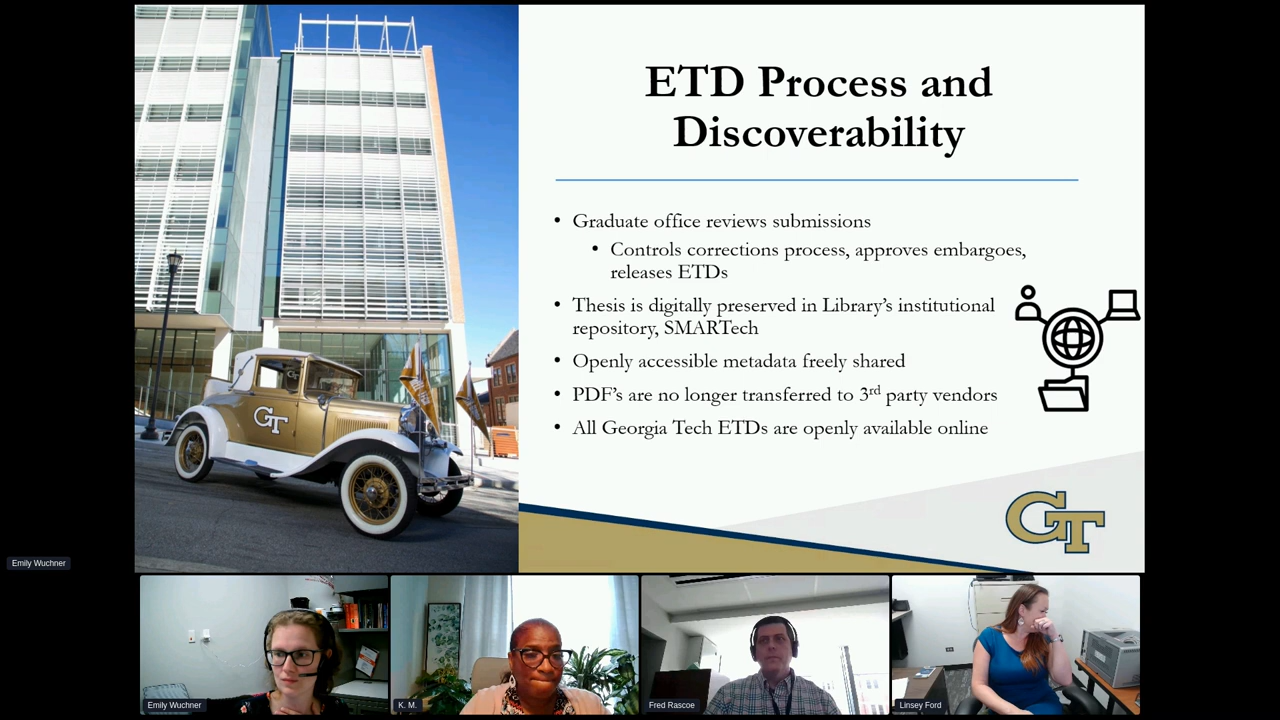 ETD Process and
Discoverability
• Graduate office reviews submissions
• Controls corrections process, approves embargoes,
releases ETDs
• Thesis is digitally preserved in Library’s institutional
repository, SMARTech
• Openly accessible metadata freely shared
• PDF’s are no longer transferred to 3rd party vendors
• All Georgia Tech ETDs are openly available online
GT
GT
Emily Wuchner
Emily Wuchner
K. M.
Fred Rascoe
Linsey Ford